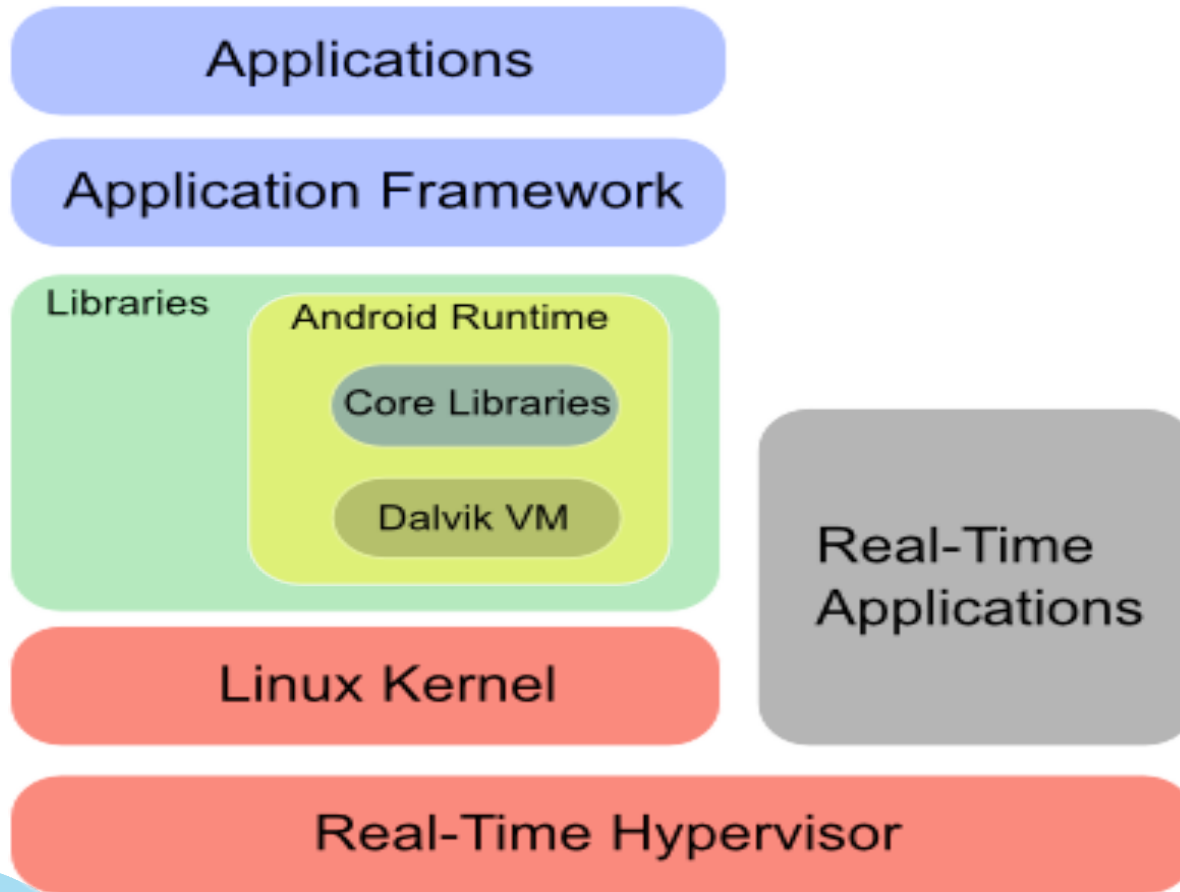 Applications
Application Framework
Libraries
Android Runtime
Core Libraries
Dalvik VM
Real-Time
Applications
Linux Kernel
Real-Time Hypervisor